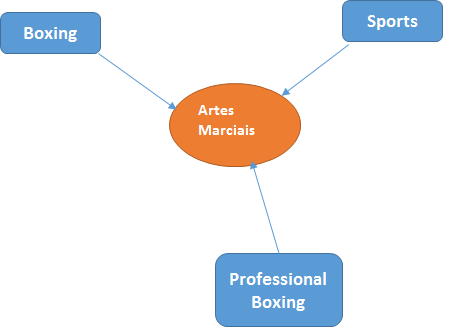 Boxing
Sports
Artes
Marciais
Professional
Boxing